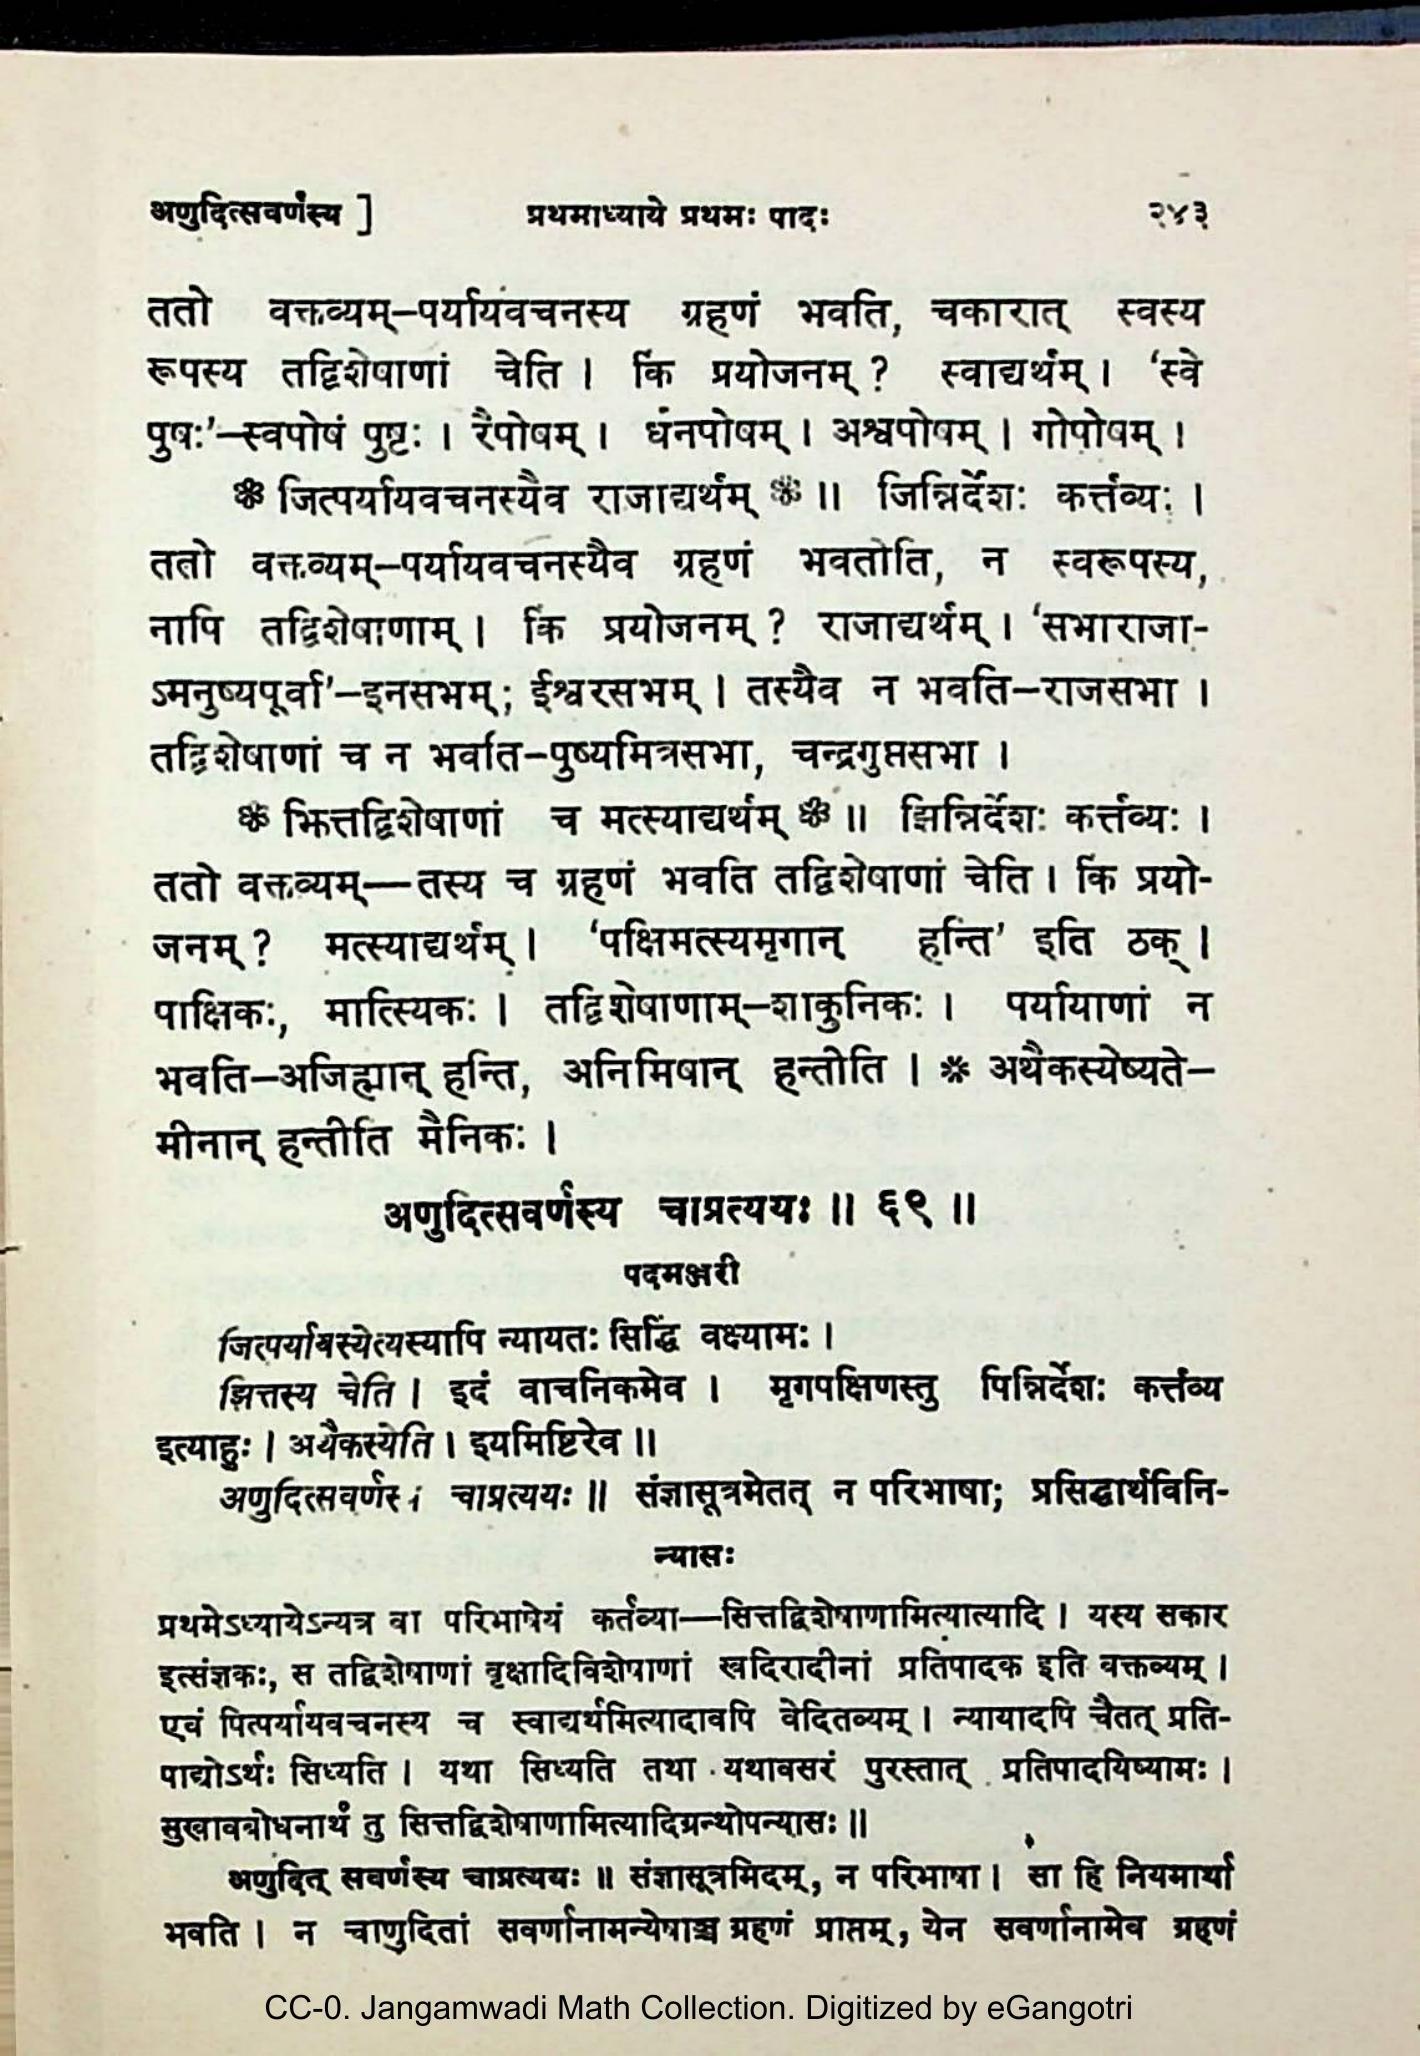 अणुदित्सवर्णस्य ]
प्रथमाध्याये प्रथमः पादः
२४३
ततो वक्तव्यम्–पर्यायवचनस्य ग्रहणं भवति, चकारात् स्वस्य
रूपस्य तद्विशेषाणां चेति । किं प्रयोजनम् ? स्वाद्यर्थम् । ‘स्वे
पुषः’–स्वपोषं पुष्टः । रैपोषम् । धनपोषम् । अश्वपोषम् । गोपोषम् ।
❃ जित्पर्यायवचनस्यैव राजाद्यर्थम् ❃ ॥ जिन्निर्देशः कर्त्तव्यः ।
ततो वक्तव्यम्–पर्यायवचनस्यैव ग्रहणं भवतीति, न स्वरूपस्य,
नापि तद्विशेषाणाम् । किं प्रयोजनम् ? राजाद्यर्थम् । ‘सभाराजा-
ऽमनुष्यपूर्वा’–इनसभम्; ईश्वरसभम् । तस्यैव न भवति–राजसभा ।
तद्विशेषाणां च न भवति–पुष्यमित्रसभा, चन्द्रगुप्तसभा ।
❃ झित्तद्विशेषाणां च मत्स्याद्यर्थम् ❃ ॥ झिन्निर्देशः कर्त्तव्यः ।
ततो वक्तव्यम्—तस्य च ग्रहणं भवति तद्विशेषाणां चेति । किं प्रयो-
जनम् ? मत्स्याद्यर्थम् । ‘पक्षिमत्स्यमृगान् हन्ति’ इति ठक् ।
पाक्षिकः, मात्स्यिकः । तद्विशेषाणाम्–शाकुनिकः । पर्यायाणां न
भवति–अजिह्मान् हन्ति, अनिमिषान् हन्तीति । ❃ अथैकस्येष्यते–
मीनान् हन्तीति मैनिकः ।
अणुदित्सवर्णस्य चाप्रत्ययः ॥ ६९ ॥
पदमञ्जरी
जित्पर्यायस्येत्यस्यापि न्यायतः सिद्धिं वक्ष्यामः ।
झित्तस्य चेति । इदं वाचनिकमेव । मृगपक्षिणस्तु पिन्निर्देशः कर्त्तव्य
इत्याहुः । अथैकस्येति । इयमिष्टिरेव ॥
अणुदित्सवर्णस्य चाप्रत्ययः ॥ संज्ञासूत्रमेतत् न परिभाषा; प्रसिद्धार्थविनि-
न्यासः
प्रथमेऽध्यायेऽन्यत्र वा परिभाषेयं कर्तव्या—सित्तद्विशेषाणामित्यात्यादि । यस्य सकार
इत्संज्ञकः, स तद्विशेषाणां वृक्षादिविशेषाणां खदिरादीनां प्रतिपादक इति वक्तव्यम् ।
एवं पित्पर्यायवचनस्य च स्वाद्यर्थमित्यादावपि वेदितव्यम् । न्यायादपि चैतत् प्रति-
पाद्योऽर्थः सिध्यति । यथा सिध्यति तथा यथावसरं पुरस्तात् प्रतिपादयिष्यामः ।
सुखावबोधनार्थं तु सित्तद्विशेषाणामित्यादिग्रन्थोपन्यासः ॥
अणुदित् सवर्णस्य चाप्रत्ययः ॥ संज्ञासूत्रमिदम्, न परिभाषा । सा हि नियमार्था
भवति । न चाणुदितां सवर्णानामन्येषाञ्च ग्रहणं प्राप्तम्, येन सवर्णानामेव ग्रहणं
CC-0. Jangamwadi Math Collection. Digitized by eGangotri